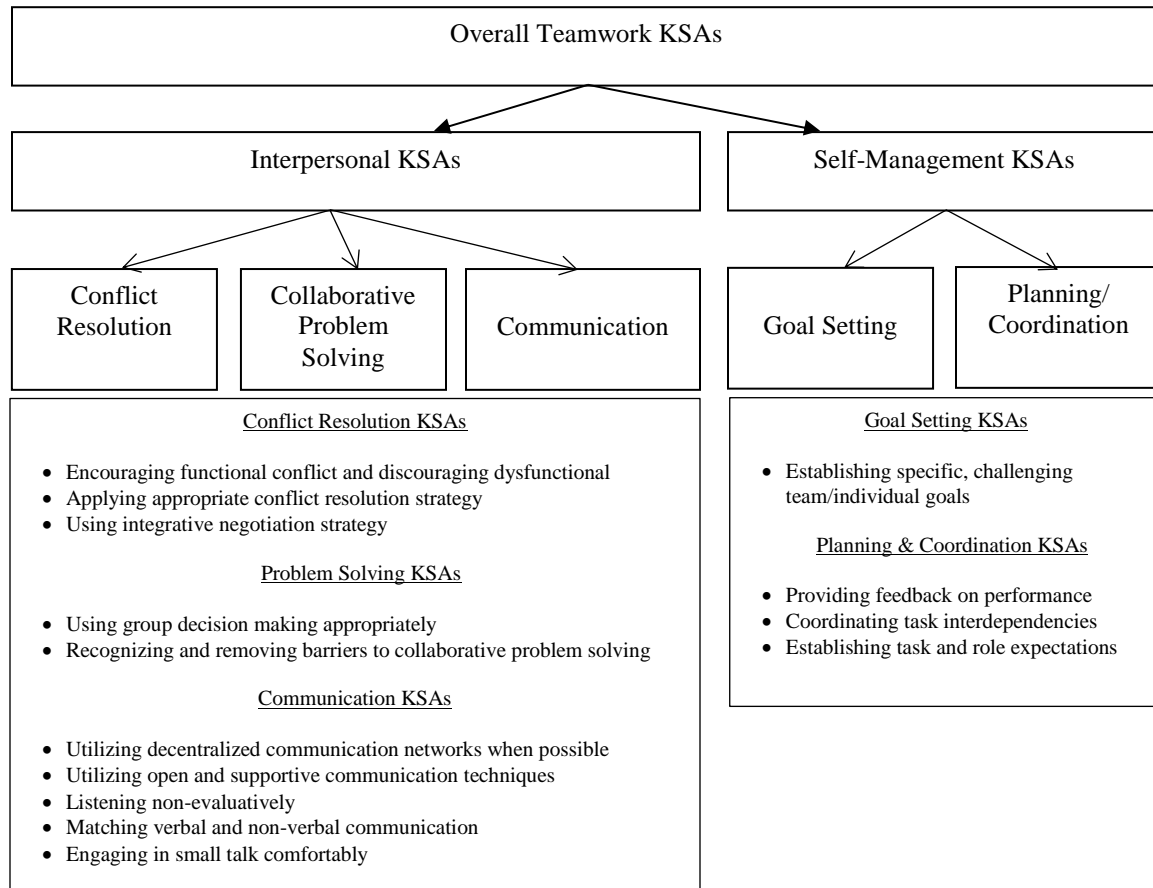 Overall Teamwork KSAs
Interpersonal KSAs
Self-Management KSAs
Conflict
Resolution
Collaborative
Problem
Solving
Communication
Goal Setting
Planning/
Coordination
Conflict Resolution KSAs
• Encouraging functional conflict and discouraging dysfunctional
• Applying appropriate conflict resolution strategy
• Using integrative negotiation strategy
Problem Solving KSAs
• Using group decision making appropriately
• Recognizing and removing barriers to collaborative problem solving
Communication KSAs
• Utilizing decentralized communication networks when possible
• Utilizing open and supportive communication techniques
• Listening non-evaluatively
• Matching verbal and non-verbal communication
• Engaging in small talk comfortably
Goal Setting KSAs
• Establishing specific, challenging
team/individual goals
Planning & Coordination KSAs
• Providing feedback on performance
• Coordinating task interdependencies
• Establishing task and role expectations